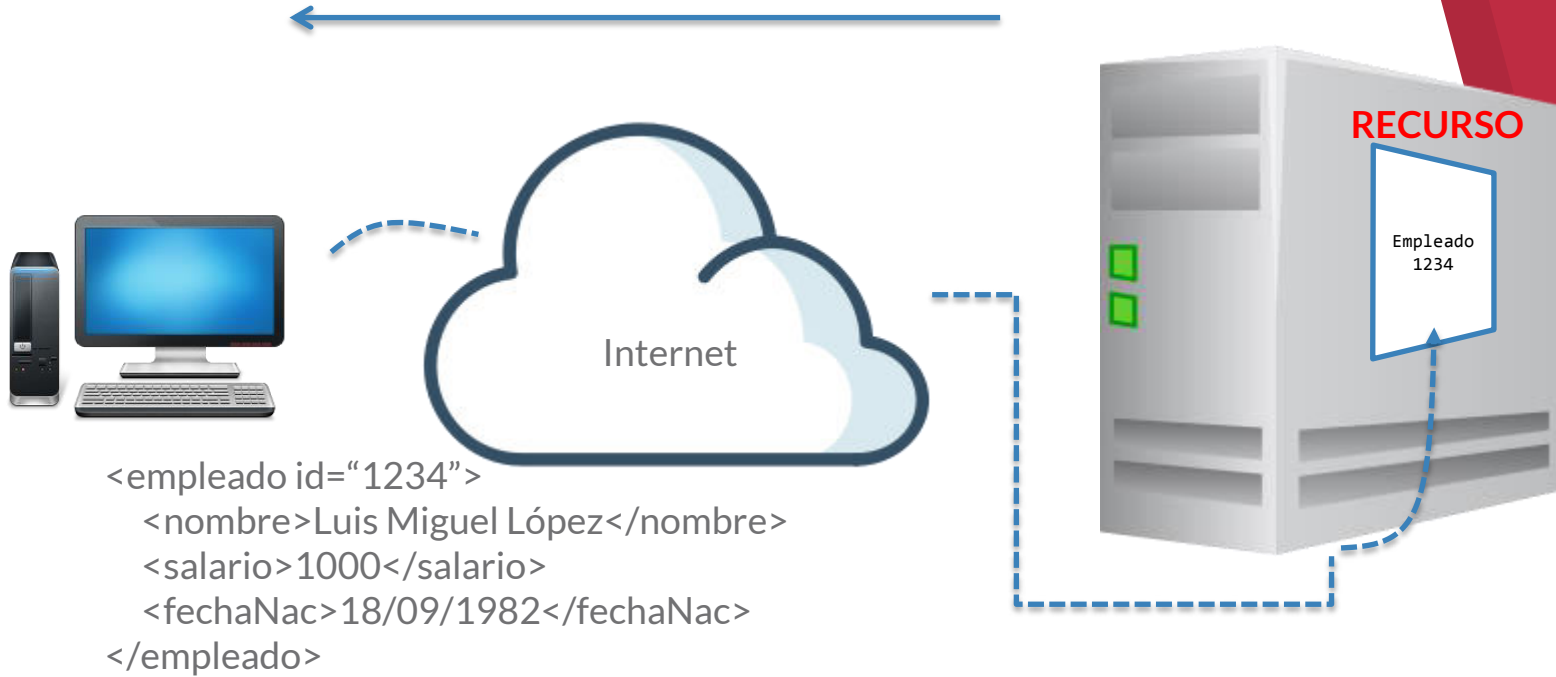 RECURSO
Empleado
1234
Internet
<empleado id=“1234”>
<nombre>Luis Miguel López</nombre>
<salario>1000</salario>
<fechaNac>18/09/1982</fechaNac>
</empleado>